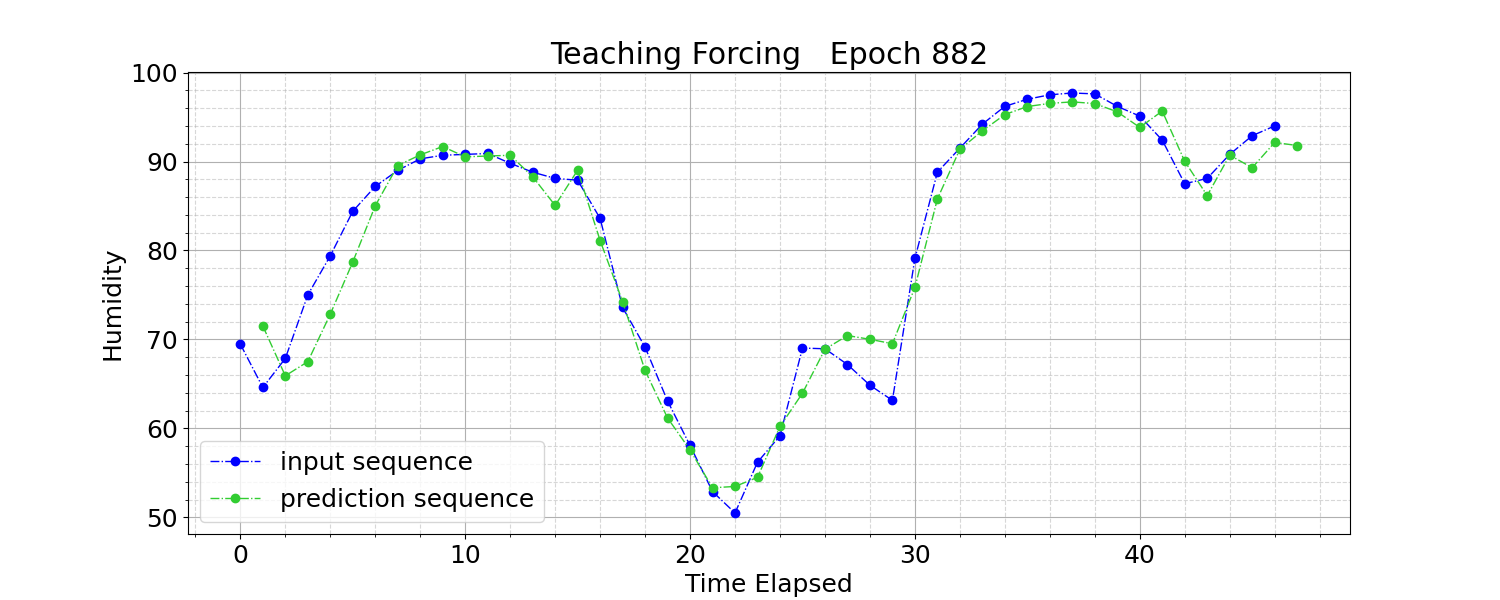 Teaching Forcing   Epoch 882
100
90
80
70
60
50
Humidity
input sequence
prediction sequence
0 10 20 30 40
Time Elapsed